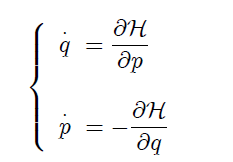 q̇ = ∂ℋ/∂p
ṗ = −∂ℋ/∂q